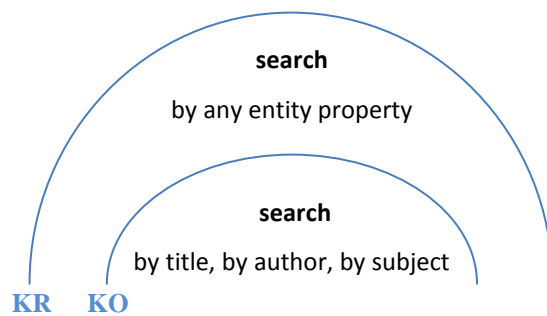 search
by any entity property
search
by title, by author, by subject
KR KO